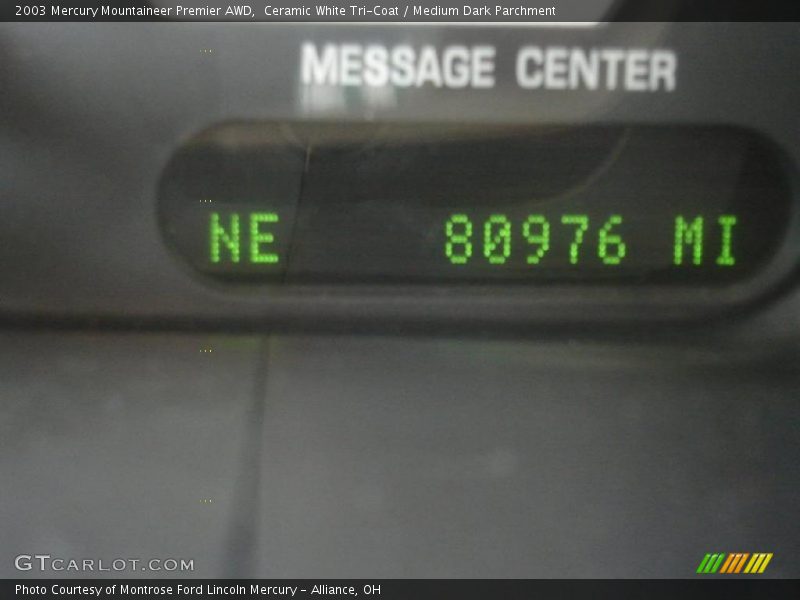 2003 Mercury Mountaineer Premier AWD,  Ceramic White Tri-Coat / Medium Dark Parchment
MESSAGE CENTER
NE 80976 MI
GTCARLOT.COM
Photo Courtesy of Montrose Ford Lincoln Mercury - Alliance, OH